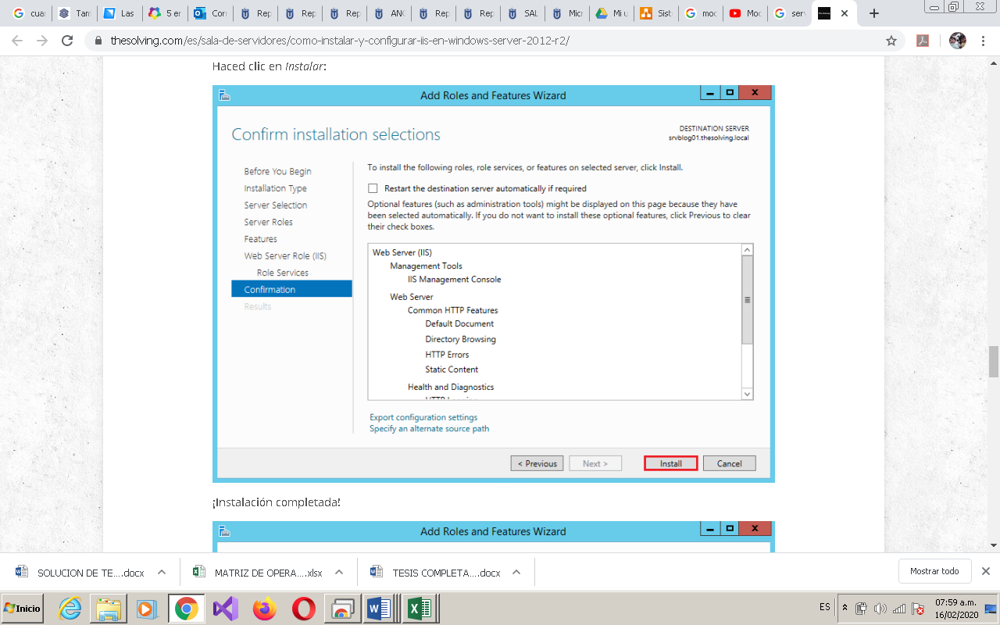 cuar
Tam
Las
5 er
Cor
Rep
Rep
Rep
ANC
Rep
Rep
SAL
Micr
Mi u
Sist
moc
Moc
serv
thesolving.com/es/sala-de-servidores/como-instalar-y-configurar-iis-en-windows-server-2012-r2/
Haced clic en Instalar:
Add Roles and Features Wizard
Confirm installation selections
DESTINATION SERVER
srvblog01.thesolving.local
Before You Begin
Installation Type
Server Selection
Server Roles
Features
Web Server Role (IIS)
Role Services
Confirmation
Results
To install the following roles, role services, or features on selected server, click Install.
Restart the destination server automatically if required
Optional features (such as administration tools) might be displayed on this page because they have
been selected automatically. If you do not want to install these optional features, click Previous to clear
their check boxes.
Web Server (IIS)
Management Tools
IIS Management Console
Web Server
Common HTTP Features
Default Document
Directory Browsing
HTTP Errors
Static Content
Health and Diagnostics
Export configuration settings
Specify an alternate source path
< Previous
Next >
Install
Cancel
¡Instalación completada!
Add Roles and Features Wizard
SOLUCION DE TE....docx
MATRIZ DE OPERA....xlsx
TESIS COMPLETA....docx
Mostrar todo
Inicio
ES
07:59 a.m.
16/02/2020